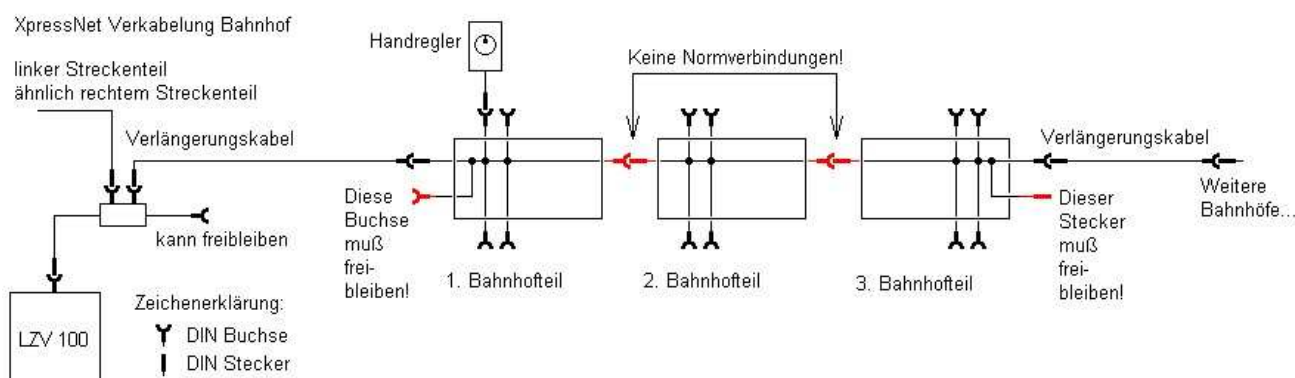 XpressNet Verkabelung Bahnhof
linker Streckenteil
ähnlich rechtem Streckenteil
Verlängerungskabel
kann freibleiben
LZV 100
Zeichenerklärung:
DIN Buchse
DIN Stecker
Handregler
Keine Normverbindungen!
Diese
Buchse
muß
frei-
bleiben!
1. Bahnhofteil
2. Bahnhofteil
3. Bahnhofteil
Verlängerungskabel
Dieser
Stecker
muß
frei-
bleiben!
Weitere
Bahnhöfe...